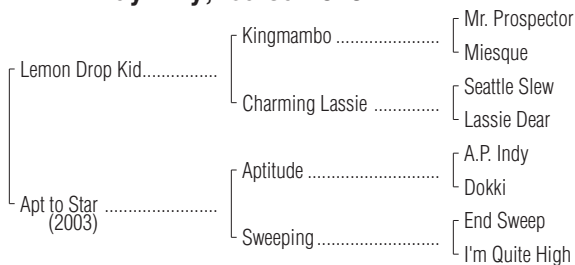 Kingmambo ....................
Mr. Prospector
Miesque
Lemon Drop Kid................
Charming Lassie ..............
Seattle Slew
Lassie Dear
Aptitude .........................
A.P. Indy
Dokki
Apt to Star ........................
(2003)
Sweeping.......................
End Sweep
I'm Quite High